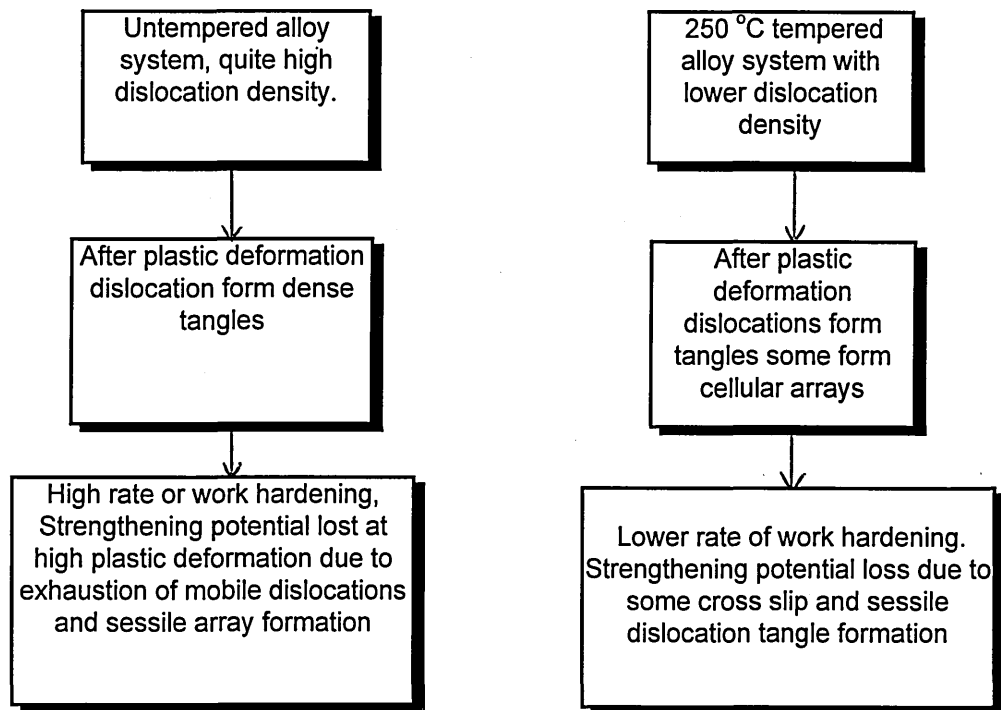 Untempered alloy
system, quite high
dislocation density.
After plastic deformation
dislocation form dense
tangles
High rate or work hardening,
Strengthening potential lost at
high plastic deformation due to
exhaustion of mobile dislocations
and sessile array formation
250 °C tempered
alloy system with
lower dislocation
density
After plastic
deformation
dislocations form
tangles some form
cellular arrays
Lower rate of work hardening.
Strengthening potential loss due to
some cross slip and sessile
dislocation tangle formation